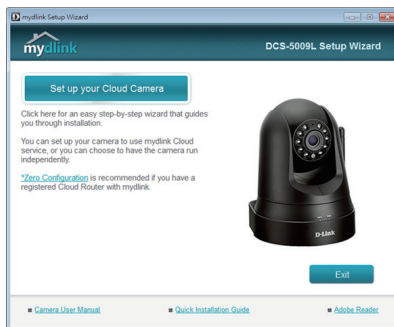 mydlink Setup Wizard
mydlink
DCS-5009L Setup Wizard
Set up your Cloud Camera
Click here for an easy step-by-step wizard that guides
you through installation.
You can set up your camera to use mydlink Cloud
service, or you can choose to have the camera run
independently.
*Zero Configuration is recommended if you have a
registered Cloud Router with mydlink.
D-Link
Exit
Camera User Manual
Quick Installation Guide
Adobe Reader